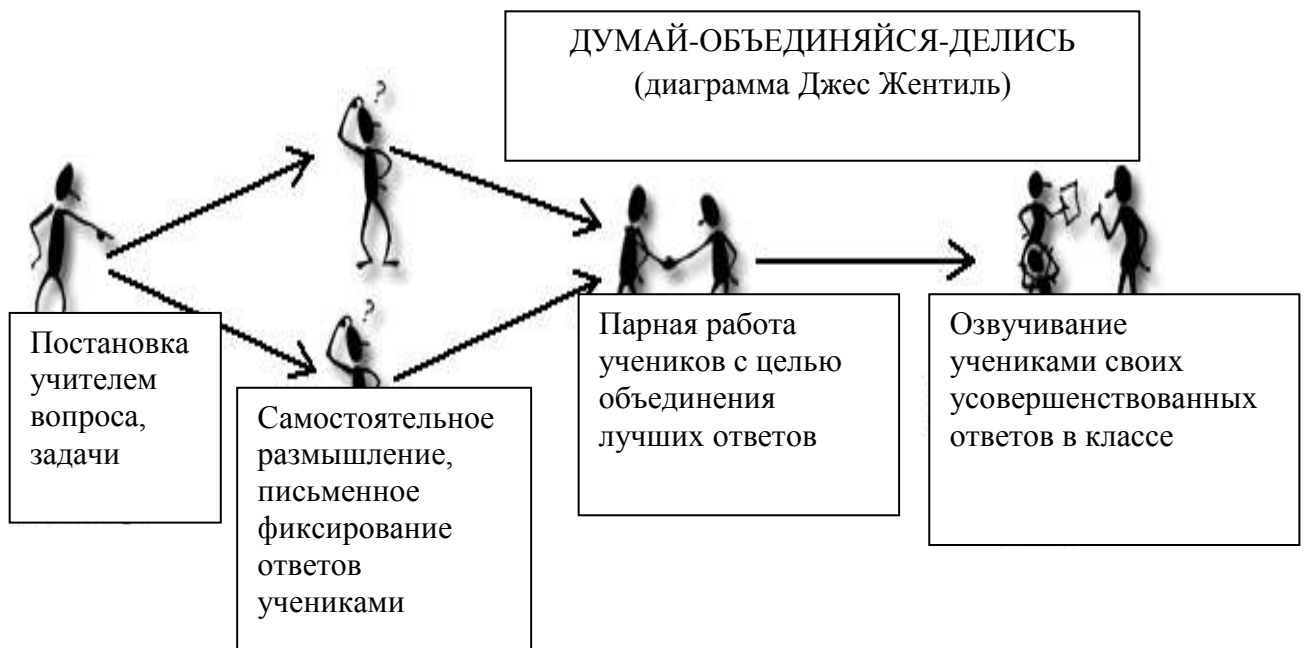 ДУМАЙ-ОБЪЕДИНЯЙСЯ-ДЕЛИСЬ
(диаграмма Джес Жентиль)
?
?
Постановка
учителем
вопроса,
задачи
Самостоятельное
размышление,
письменное
фиксирование
ответов
учениками
Парная работа
учеников с целью
объединения
лучших ответов
Озвучивание
учениками своих
усовершенствованных
ответов в классе